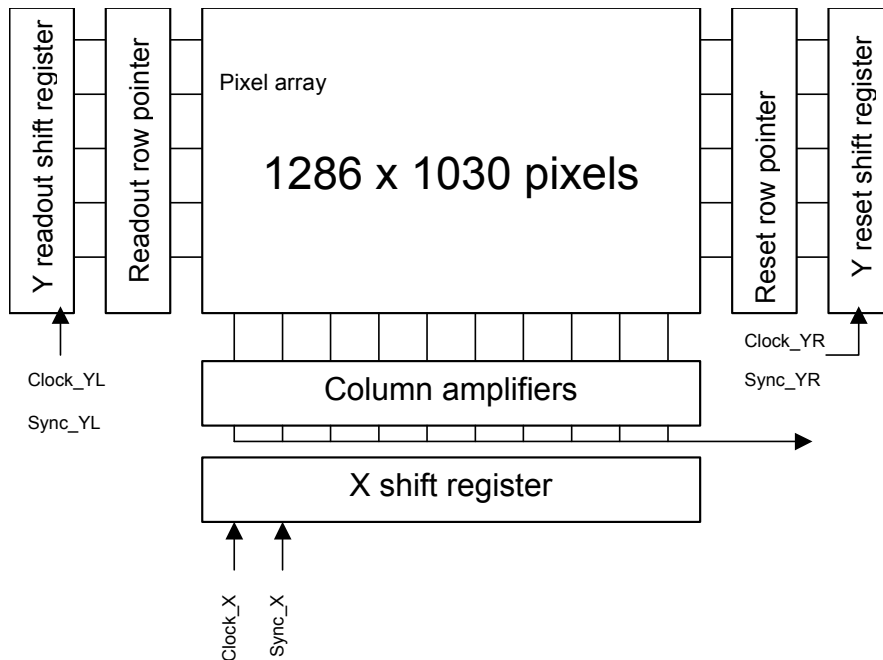 Y readout shift register
Readout row pointer
Pixel array
1286 x 1030 pixels
Reset row pointer
Y reset shift register
Clock_YL
Sync_YL
Clock_YR
Sync_YR
Column amplifiers
X shift register
Clock_X
Sync_X